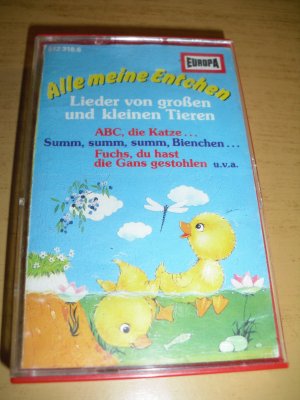 EUROPA
Alle meine Entchen
Lieder von großen
und kleinen Tieren
ABC, die Katze...
Summ, summ, summ, Bienchen...
Fuchs, du hast
die Gans gestohlen u.v.a.